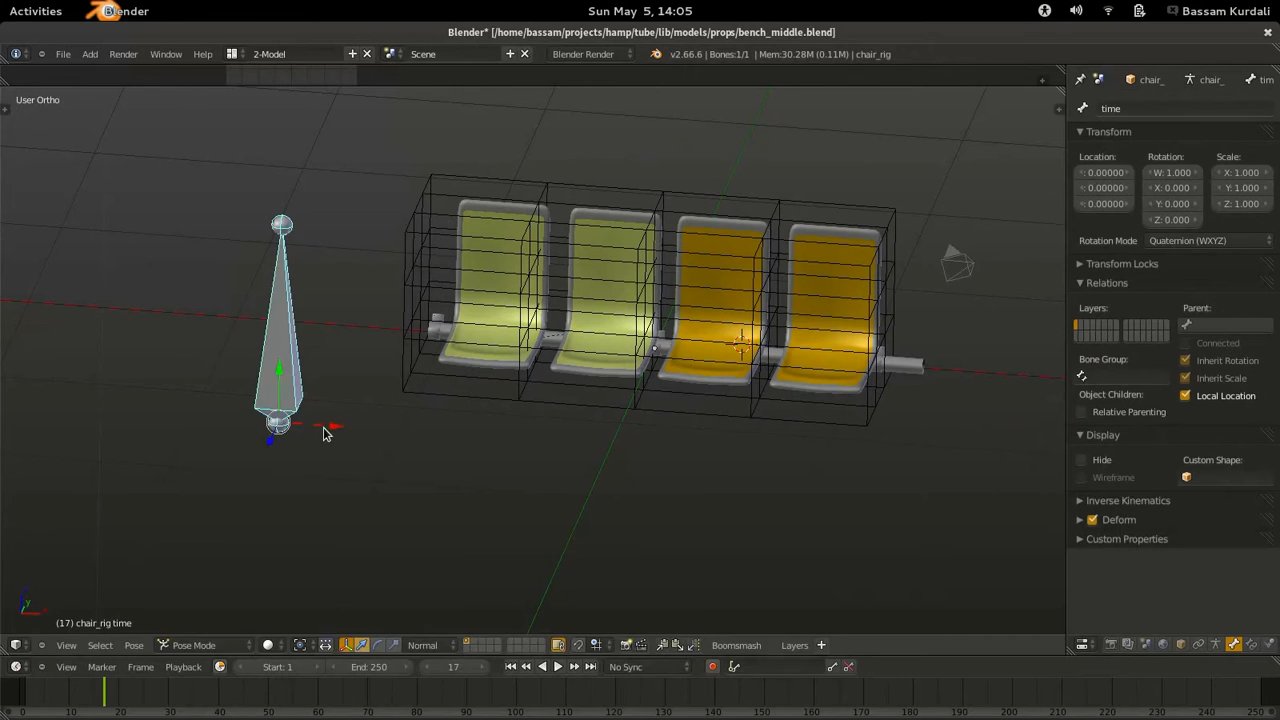 Activities Blender Sun May 5, 14:05 Bassam Kurdali
Blender* [/home/bassam/projects/hamp/tube/lib/models/props/bench_middle.blend]
File Add Render Window Help 2-Model Scene Blender Render v2.66.6 | Bones:1/1 | Mem:30.28M (0.11M) | chair_rig
User Ortho
chair_ chair_ tim
time
Transform
Location: Rotation: Scale:
: 0.00000 W: 1.000 X: 1.000
: 0.00000 X: 0.000 Y: 1.000
: 0.00000 Y: 0.000 Z: 1.000
Z: 0.000
Rotation Mode Quaternion (WXYZ)
Transform Locks
Relations
Layers: Parent:
Connected
Bone Group: Inherit Rotation
Inherit Scale
Object Children: Local Location
Relative Parenting
Display
Hide Custom Shape:
Wireframe
Inverse Kinematics
Deform
Custom Properties
(17) chair_rig time
View Select Pose Pose Mode Normal Boomsmash Layers
View Marker Frame Playback Start: 1 End: 250 17 No Sync
0 10 20 30 40 50 60 70 80 90 100 110 120 130 140 150 160 170 180 190 200 210 220 230 240 250